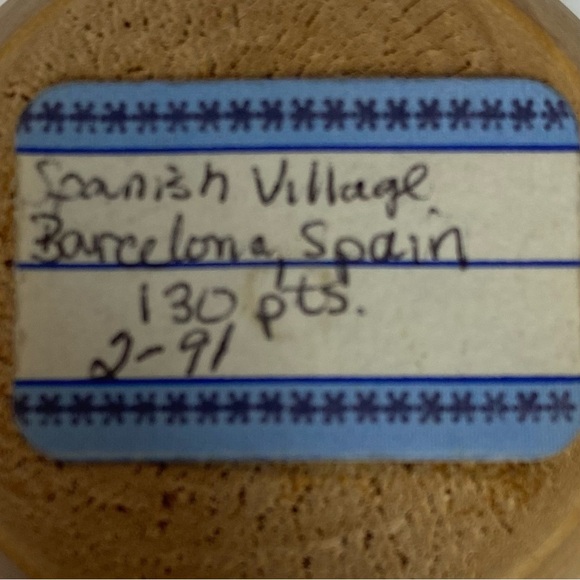 Spanish Village
Barcelona, Spain
130 pts.
2-91